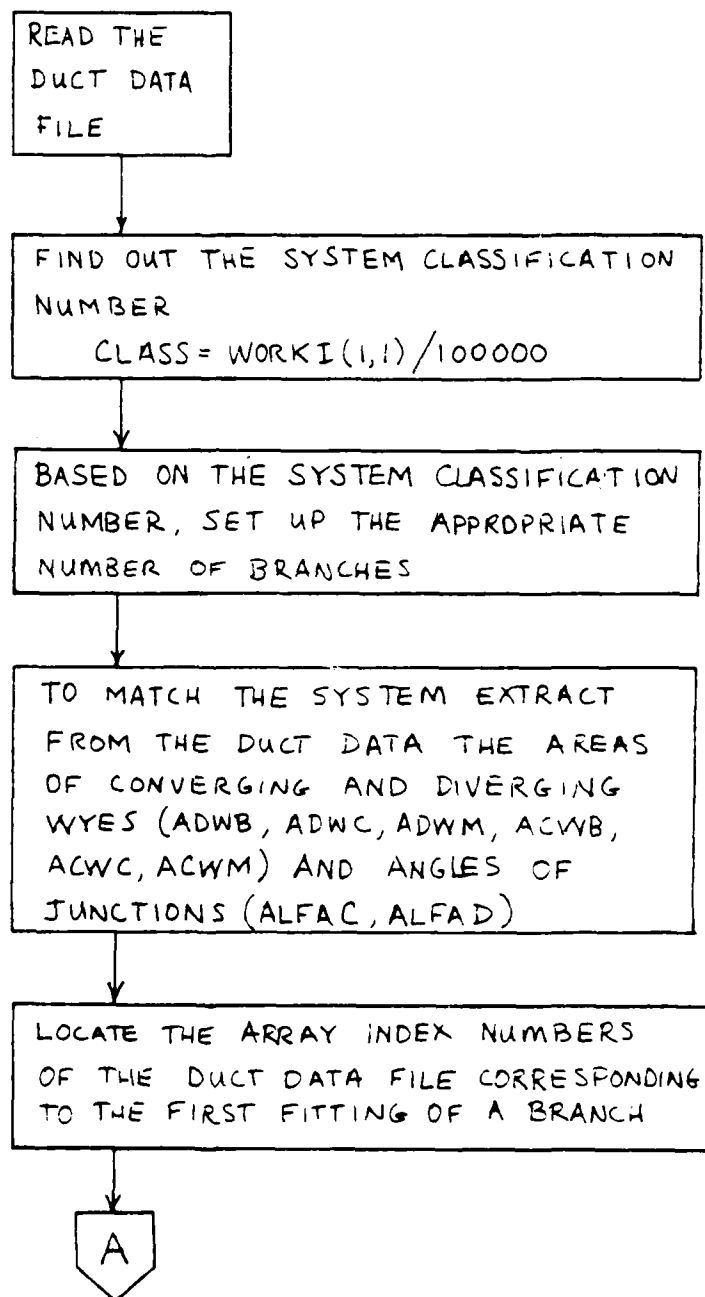 READ THE
DUCT DATA
FILE
FIND OUT THE SYSTEM CLASSIFICATION
NUMBER
CLASS = WORKI(1,1)/100000
BASED ON THE SYSTEM CLASSIFICATION
NUMBER, SET UP THE APPROPRIATE
NUMBER OF BRANCHES
TO MATCH THE SYSTEM EXTRACT
FROM THE DUCT DATA THE AREAS
OF CONVERGING AND DIVERGING
WYES (ADWB, ADWC, ADWM, ACWB,
ACWC, ACWM) AND ANGLES OF
JUNCTIONS (ALFAC, ALFAD)
LOCATE THE ARRAY INDEX NUMBERS
OF THE DUCT DATA FILE CORRESPONDING
TO THE FIRST FITTING OF A BRANCH
A